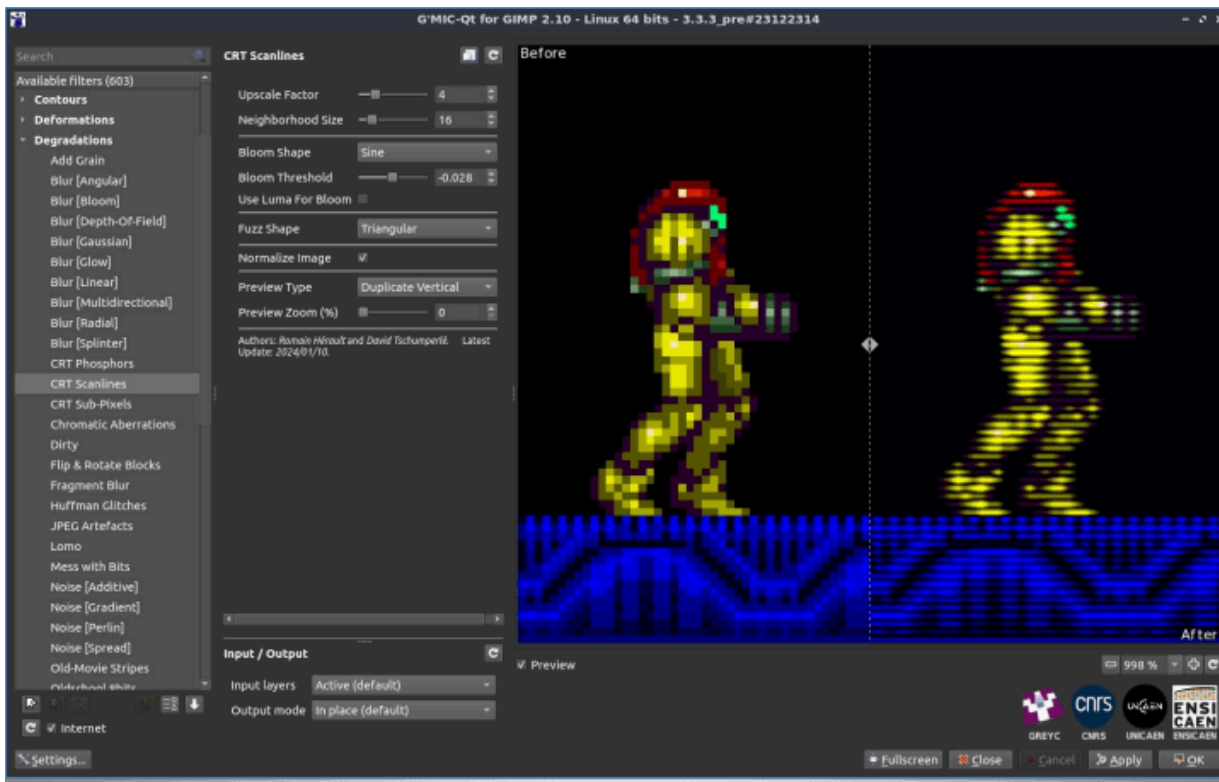 G'MIC-Qt for GIMP 2.10 - Linux 64 bits - 3.3.3_pre#23122314
Search
Available filters (603)
Contours
Deformations
Degradations
Add Grain
Blur [Angular]
Blur [Bloom]
Blur [Depth-Of-Field]
Blur [Gaussian]
Blur [Glow]
Blur [Linear]
Blur [Multidirectional]
Blur [Radial]
Blur [Splinter]
CRT Phosphors
CRT Scanlines
CRT Sub-Pixels
Chromatic Aberrations
Dirty
Flip & Rotate Blocks
Fragment Blur
Huffman Glitches
JPEG Artefacts
Lomo
Mess with Bits
Noise [Additive]
Noise [Gradient]
Noise [Perlin]
Noise [Spread]
Old-Movie Stripes
Oldschool 8bits
Internet
Settings...
CRT Scanlines
Upscale Factor 4
Neighborhood Size 16
Bloom Shape Sine
Bloom Threshold -0.028
Use Luma For Bloom
Fuzz Shape Triangular
Normalize Image
Preview Type Duplicate Vertical
Preview Zoom (%) 0
Authors: Romain Hérault and David Tschumperlé. Latest
Update: 2024/01/10.
Input / Output
Input layers Active (default)
Output mode In place (default)
Before
After
Preview
998 %
GREYC
cnrs
CNRS
UNICAEN
UNICAEN
ENSI
CAEN
ENSICAEN
Fullscreen
Close
Cancel
Apply
OK